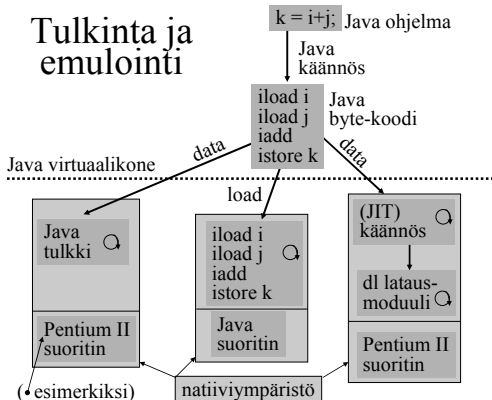 Tulkinta ja
emulointi
k = i+j;
Java ohjelma
Java
käännös
iload i
iload j
iadd
istore k
Java
byte-koodi
data
load
data
Java virtuaalikone
Java
tulkki
Pentium II
suoritin
iload i
iload j
iadd
istore k
Java
suoritin
(JIT)
käännös
dl lataus-
moduuli
Pentium II
suoritin
(• esimerkiksi)
natiiviympäristö